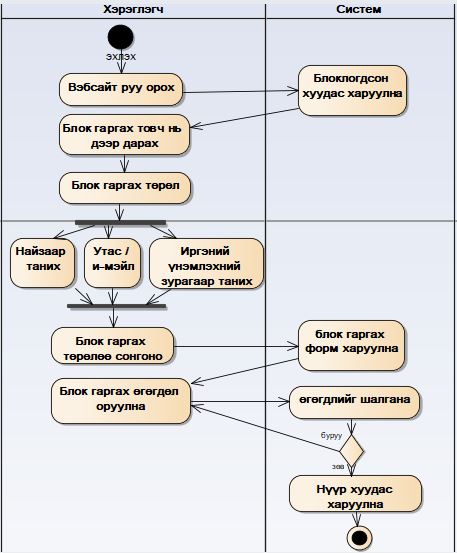 Хэрэглэгч
Систем
эхлэх
Вэбсайт руу орох
Блоклогдсон
хуудас харуулна
Блок гаргах товч нь
дээр дарах
Блок гаргах төрөл
Найзаар
таних
Утас /
и-мэйл
Иргэний
үнэмлэхний
зурагаар таних
Блок гаргах
төрөлөө сонгоно
блок гаргах
форм харуулна
Блок гаргах өгөгдөл
оруулна
өгөгдлийг шалгана
буруу
зөв
Нүүр хуудас
харуулна